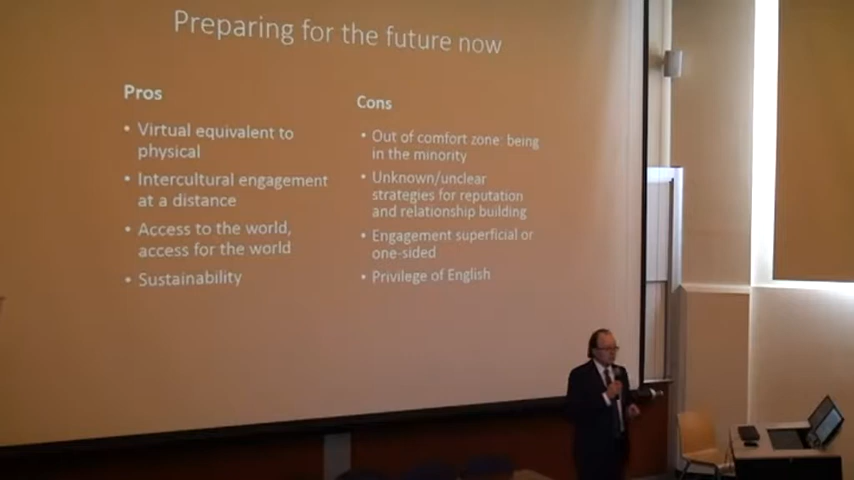 Preparing for the future now
Pros
• Virtual equivalent to
physical
• Intercultural engagement
at a distance
• Access to the world,
access for the world
• Sustainability
Cons
• Out of comfort zone: being
in the minority
• Unknown/unclear
strategies for reputation
and relationship building
• Engagement superficial or
one-sided
• Privilege of English